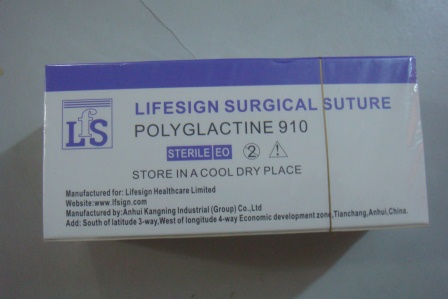 LfS
LIFESIGN SURGICAL SUTURE
POLYGLACTINE 910
STERILE EO 2
STORE IN A COOL DRY PLACE
Manufactured for: Lifesign Healthcare Limited
Website:www.lfsign.com
Manufactured by:Anhui Kangning Industrial (Group) Co.,Ltd
Add: South of latitude 3-way,West of longitude 4-way Economic development zone,Tianchang,Anhui,China.